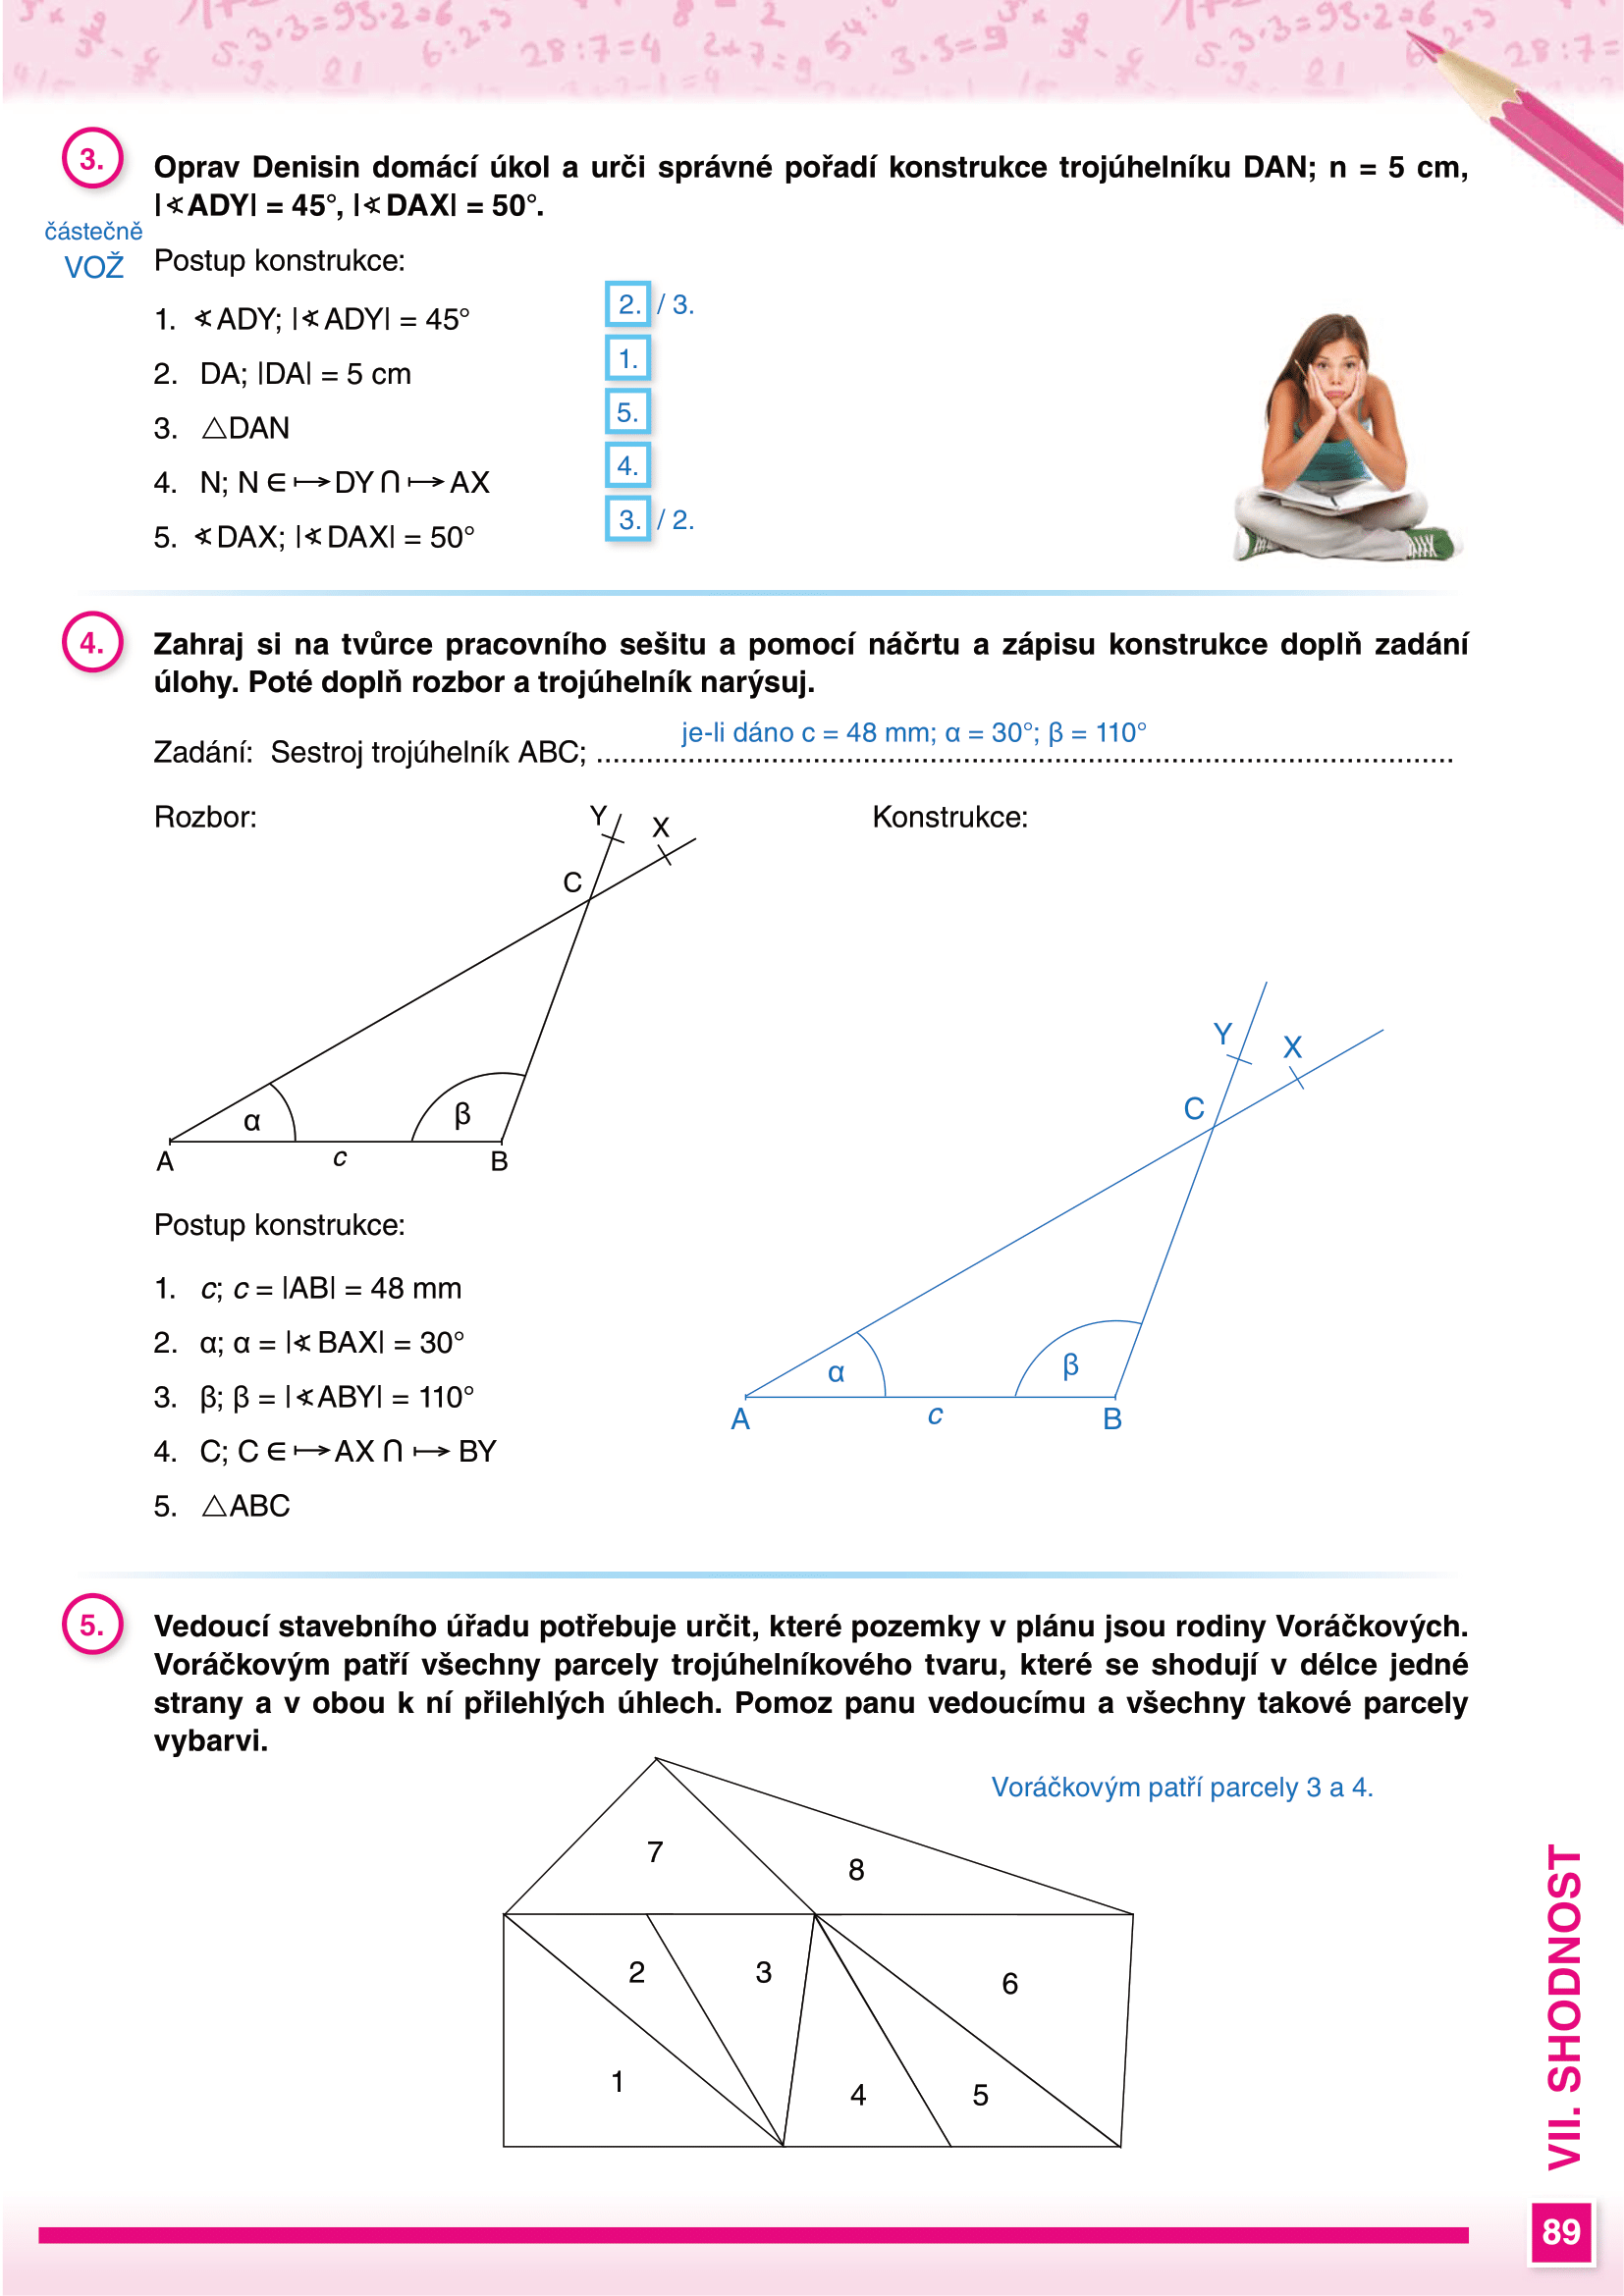 3.
Oprav Denisin domácí úkol a urči správné pořadí konstrukce trojúhelníku DAN; n = 5 cm,
|∢ADY| = 45°, |∢DAX| = 50°.
částečně
VOŽ
Postup konstrukce:
1. ∢ADY; |∢ADY| = 45° 2. / 3.
2. DA; |DA| = 5 cm 1.
3. △DAN 5.
4. N; N ∈ ↦DY ∩ ↦AX 4.
5. ∢DAX; |∢DAX| = 50° 3. / 2.
4.
Zahraj si na tvůrce pracovního sešitu a pomocí náčrtu a zápisu konstrukce doplň zadání
úlohy. Poté doplň rozbor a trojúhelník narýsuj.
Zadání: Sestroj trojúhelník ABC; je-li dáno c = 48 mm; α = 30°; β = 110°
Rozbor:
Y
X
C
α
β
A
c
B
Konstrukce:
Y
X
C
α
β
A
c
B
Postup konstrukce:
1. c; c = |AB| = 48 mm
2. α; α = |∢BAX| = 30°
3. β; β = |∢ABY| = 110°
4. C; C ∈ ↦AX ∩ ↦BY
5. △ABC
5.
Vedoucí stavebního úřadu potřebuje určit, které pozemky v plánu jsou rodiny Voráčkových.
Voráčkovým patří všechny parcely trojúhelníkového tvaru, které se shodují v délce jedné
strany a v obou k ní přilehlých úhlech. Pomoz panu vedoucímu a všechny takové parcely
vybarvi.
Voráčkovým patří parcely 3 a 4.
7
8
2
3
6
1
4
5
VII. SHODNOST
89